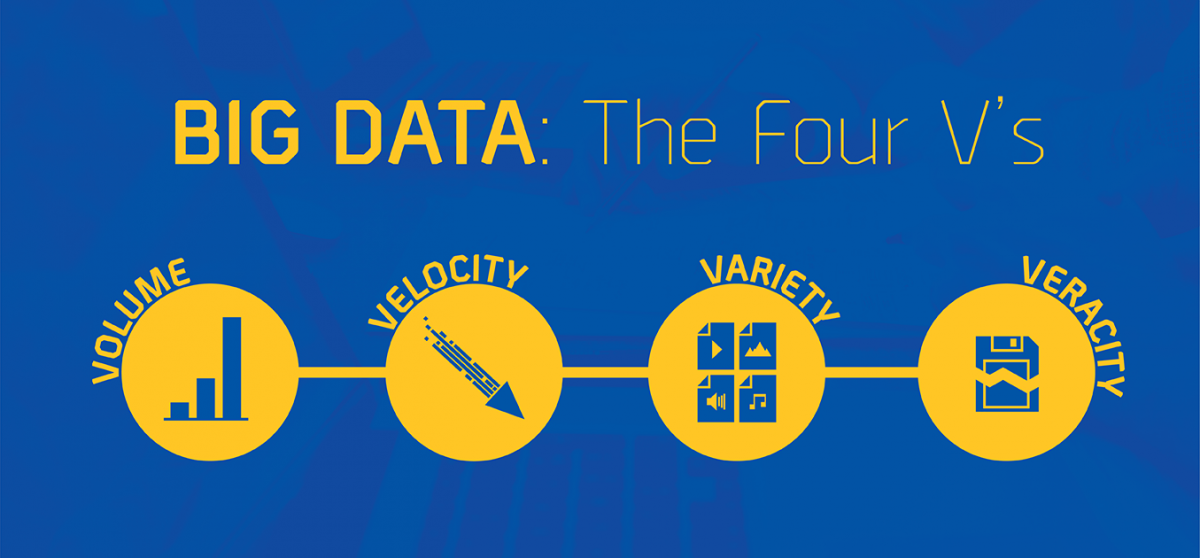 BIG DATA: The Four V's
VOLUME
VELOCITY
VARIETY
VERACITY